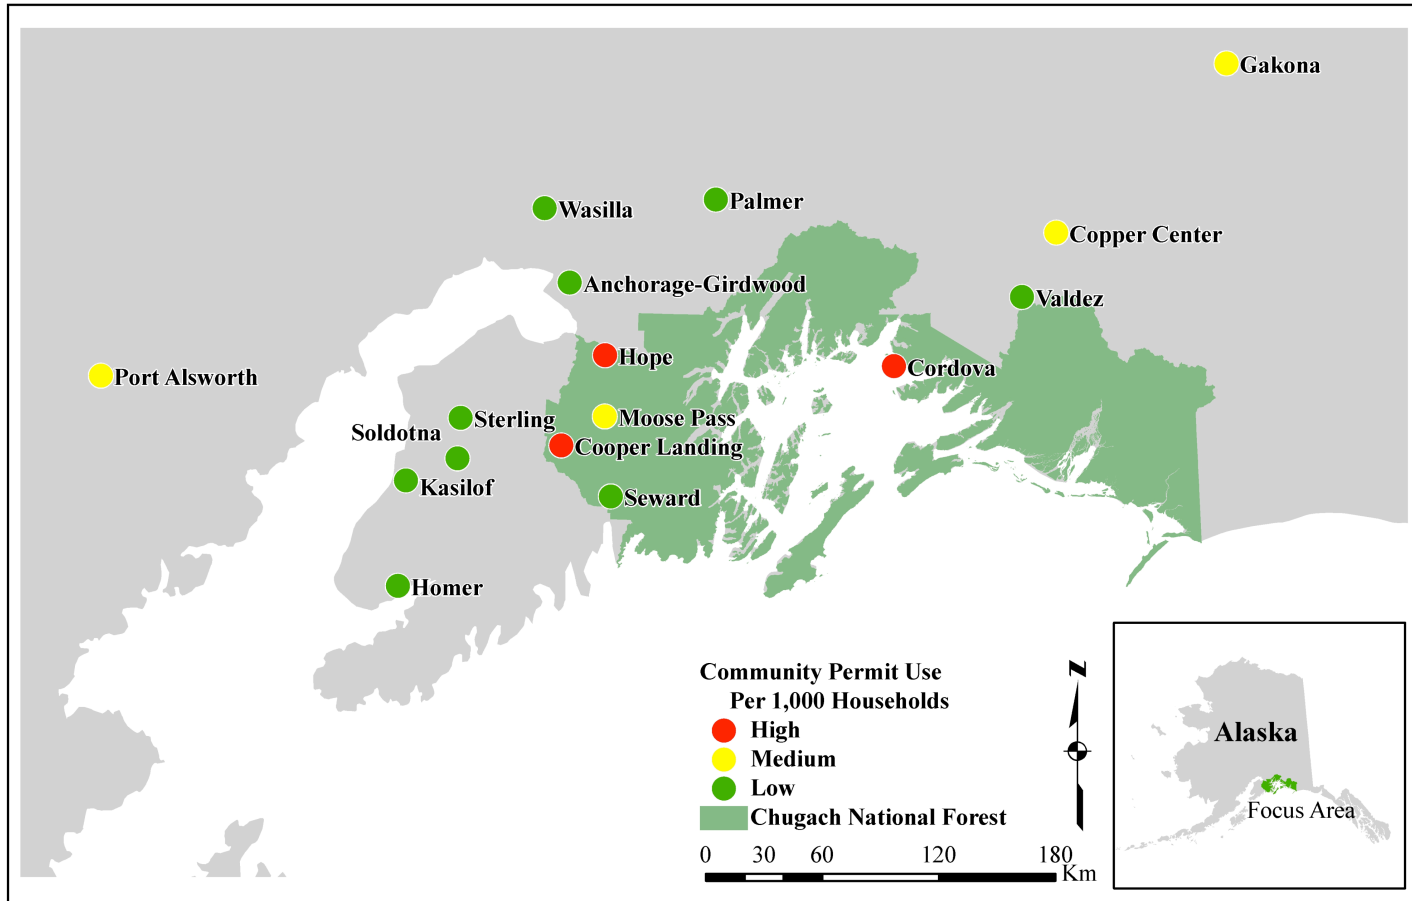 Gakona
Wasilla
Palmer
Copper Center
Anchorage-Girdwood
Valdez
Hope
Cordova
Port Alsworth
Moose Pass
Sterling
Soldotna
Cooper Landing
Kasilof
Seward
Homer
Community Permit Use
Per 1,000 Households
High
Medium
Low
Chugach National Forest
0 30 60 120 180
Km
N
Alaska
Focus Area